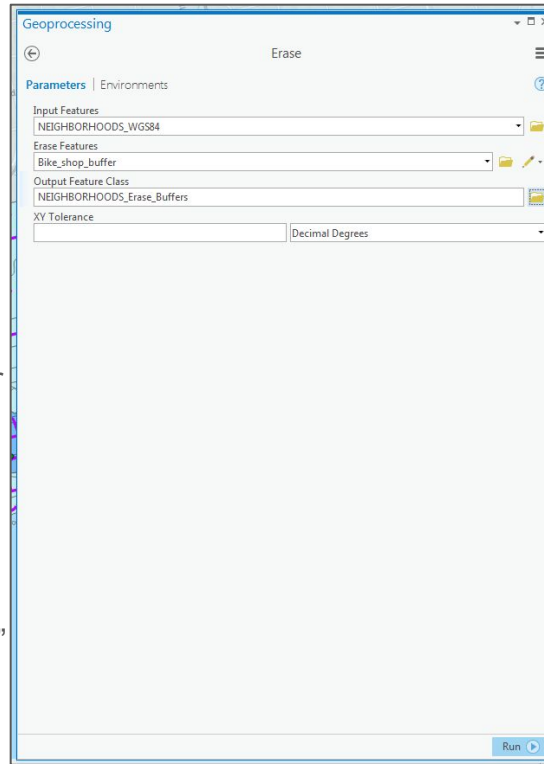 Geoprocessing
Erase
Parameters | Environments
Input Features
NEIGHBORHOODS_WGS84
Erase Features
Bike_shop_buffer
Output Feature Class
NEIGHBORHOODS_Erase_Buffers
XY Tolerance
Decimal Degrees
Run